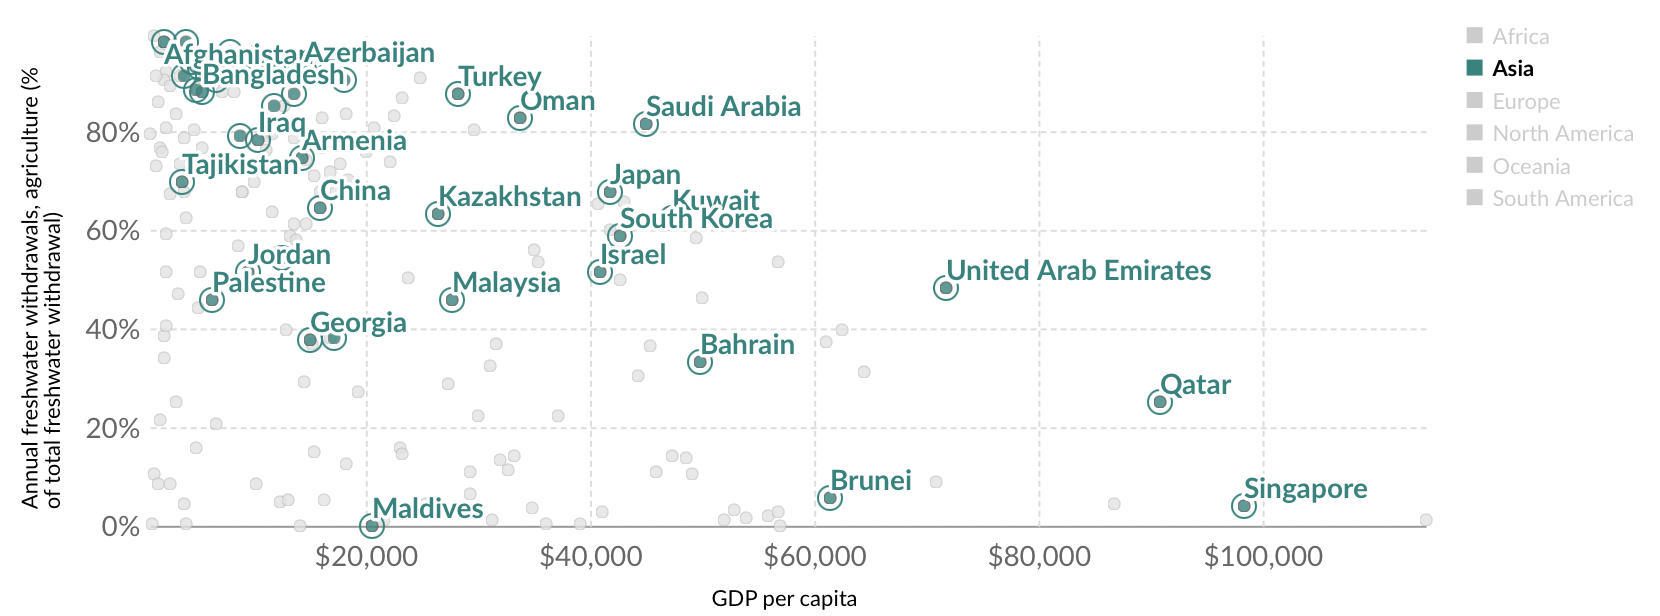 Annual freshwater withdrawals, agriculture (%
of total freshwater withdrawal)
80%
60%
40%
20%
0%
$20,000
$40,000
$60,000
$80,000
$100,000
GDP per capita
Azerbaijan
Bangladesh
Turkey
Oman
Saudi Arabia
Iraq
Armenia
Tajikistan
China
Kazakhstan
Japan
Kuwait
South Korea
Jordan
Israel
Palestine
Malaysia
United Arab Emirates
Georgia
Bahrain
Qatar
Brunei
Singapore
Maldives
Africa
Asia
Europe
North America
Oceania
South America